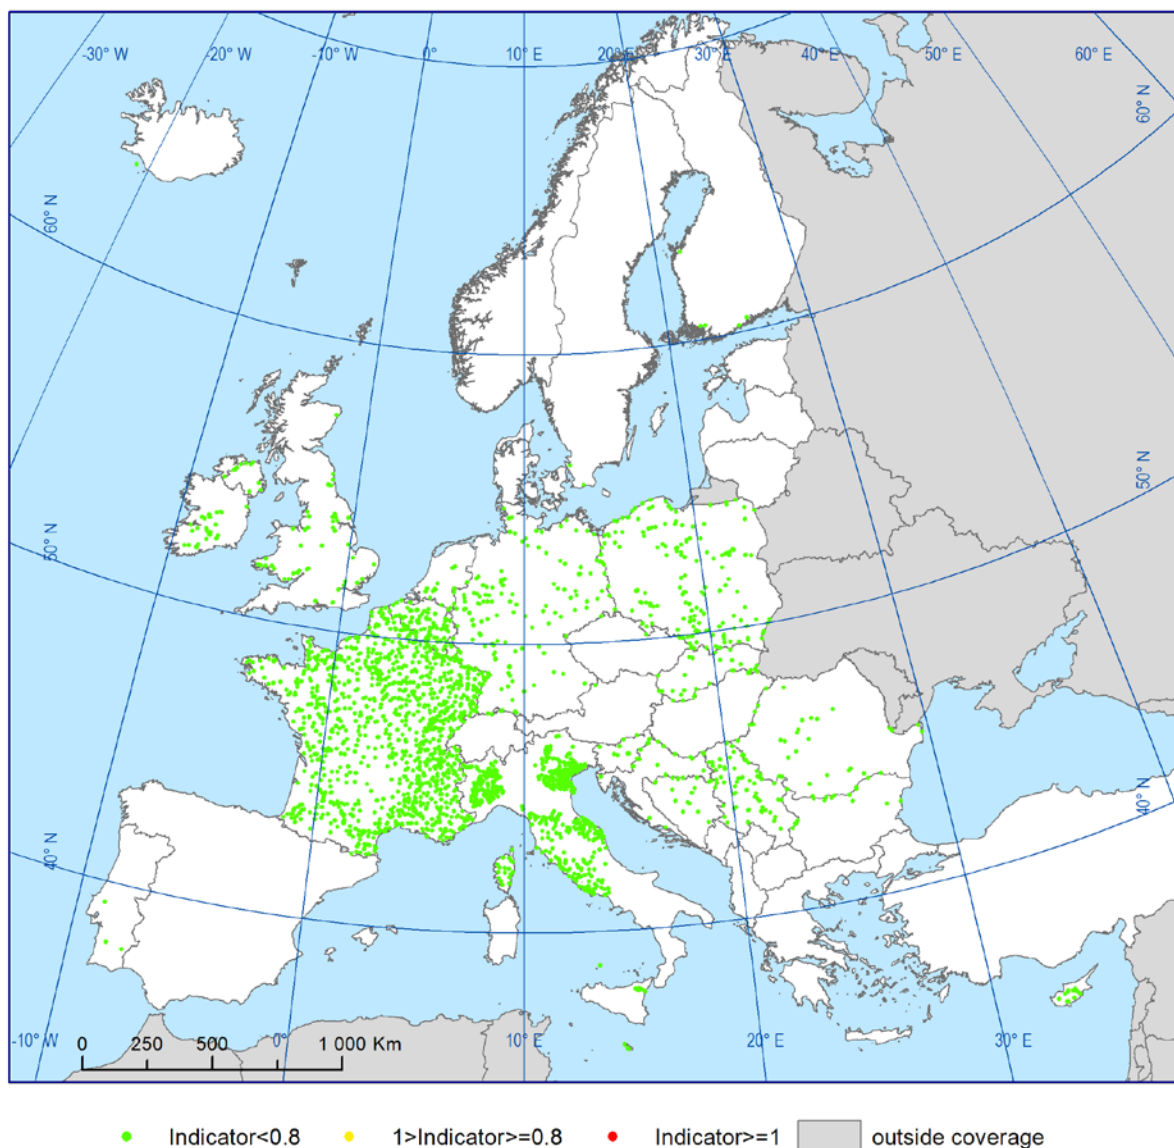 -30° W -20° W -10° W 0° 10° E 20° E 30° E 40° E 50° E 60° E
60° N 60° N
50° N 50° N
40° N 40° N
-10° W 0° 10° E 20° E 30° E
0 250 500 1 000 Km
Indicator<0.8 1>Indicator>=0.8 Indicator>=1 outside coverage